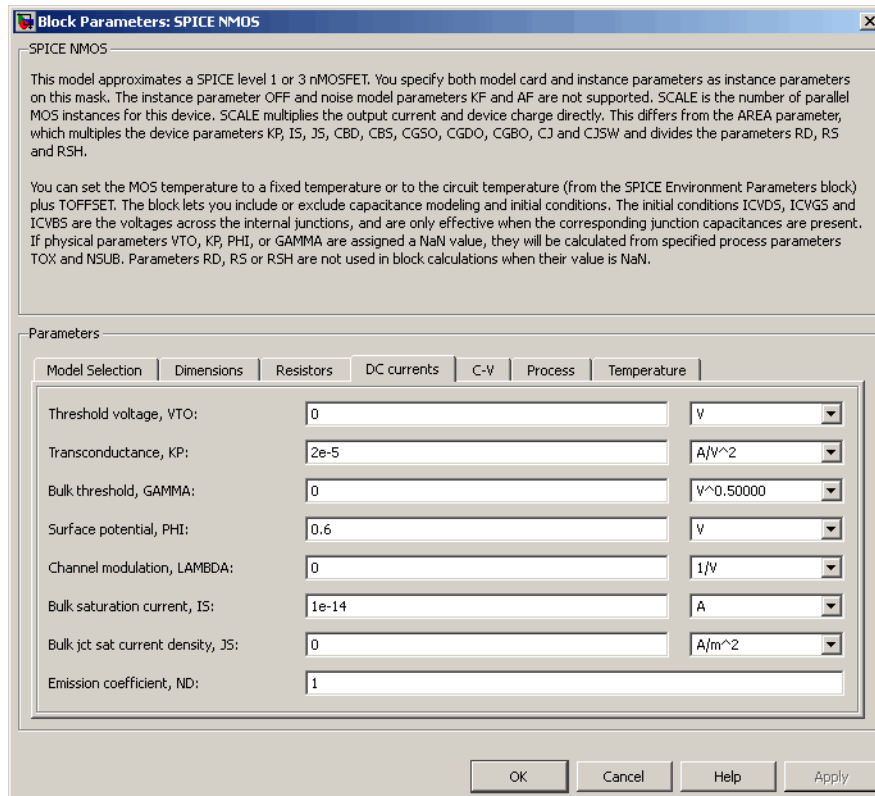 Block Parameters: SPICE NMOS
SPICE NMOS
This model approximates a SPICE level 1 or 3 nMOSFET. You specify both model card and instance parameters as instance parameters
on this mask. The instance parameter OFF and noise model parameters KF and AF are not supported. SCALE is the number of parallel
MOS instances for this device. SCALE multiplies the output current and device charge directly. This differs from the AREA parameter,
which multiples the device parameters KP, IS, JS, CBD, CBS, CGSO, CGDO, CGBO, CJ and CJSW and divides the parameters RD, RS
and RSH.
You can set the MOS temperature to a fixed temperature or to the circuit temperature (from the SPICE Environment Parameters block)
plus TOFFSET. The block lets you include or exclude capacitance modeling and initial conditions. The initial conditions ICVDS, ICVGS and
ICVBS are the voltages across the internal junctions, and are only effective when the corresponding junction capacitances are present.
If physical parameters VTO, KP, PHI, or GAMMA are assigned a NaN value, they will be calculated from specified process parameters
TOX and NSUB. Parameters RD, RS or RSH are not used in block calculations when their value is NaN.
Parameters
Model Selection Dimensions Resistors DC currents C-V Process Temperature
Threshold voltage, VTO: 0 V
Transconductance, KP: 2e-5 A/V^2
Bulk threshold, GAMMA: 0 V^0.50000
Surface potential, PHI: 0.6 V
Channel modulation, LAMBDA: 0 1/V
Bulk saturation current, IS: 1e-14 A
Bulk jct sat current density, JS: 0 A/m^2
Emission coefficient, ND: 1
OK Cancel Help Apply